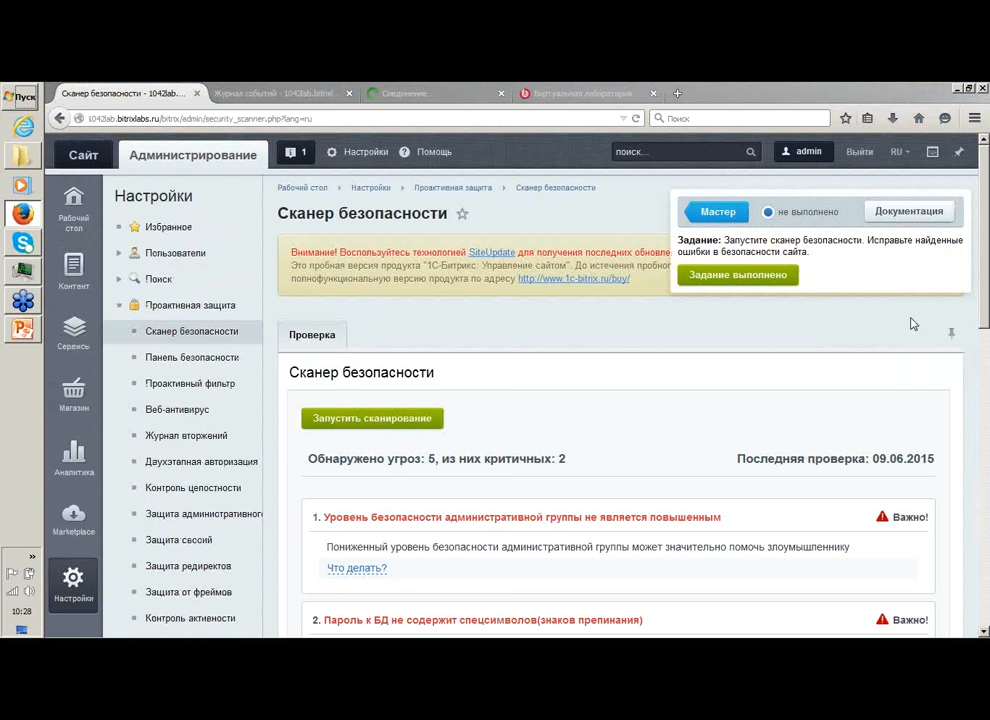 Пуск
Сканер безопасности - 1042lab....
Журнал событий - 1042lab.bitrixl
Соединение...
Виртуальная лаборатория
1042lab.bitrixlabs.ru/bitrix/admin/security_scanner.php?lang=ru
Поиск
Сайт
Администрирование
1
Настройки
Помощь
поиск...
admin
Выйти
RU
Рабочий стол
Контент
Сервисы
Магазин
Аналитика
Marketplace
Настройки
Настройки
Избранное
Пользователи
Поиск
Проактивная защита
Сканер безопасности
Панель безопасности
Проактивный фильтр
Веб-антивирус
Журнал вторжений
Двухэтапная авторизация
Контроль целостности
Защита административног
Защита сессий
Защита редиректов
Защита от фреймов
Контроль активности
Рабочий стол
Настройки
Проактивная защита
Сканер безопасности
Сканер безопасности
Внимание! Воспользуйтесь технологией SiteUpdate для получения последних обнове
Это пробная версия продукта "1С-Битрикс. Управление сайтом". До истечения пробног
полнофункциональную версию продукта по адресу http://www.1c-bitrix.ru/buy/
Мастер
не выполнено
Документация
Задание: Запустите сканер безопасности. Исправьте найденные
ошибки в безопасности сайта.
Задание выполнено
Проверка
Сканер безопасности
Запустить сканирование
Обнаружено угроз: 5, из них критичных: 2
Последняя проверка: 09.06.2015
1. Уровень безопасности административной группы не является повышенным
Важно!
Пониженный уровень безопасности административной группы может значительно помочь злоумышленнику
Что делать?
2. Пароль к БД не содержит спецсимволов(знаков препинания)
Важно!
10:28